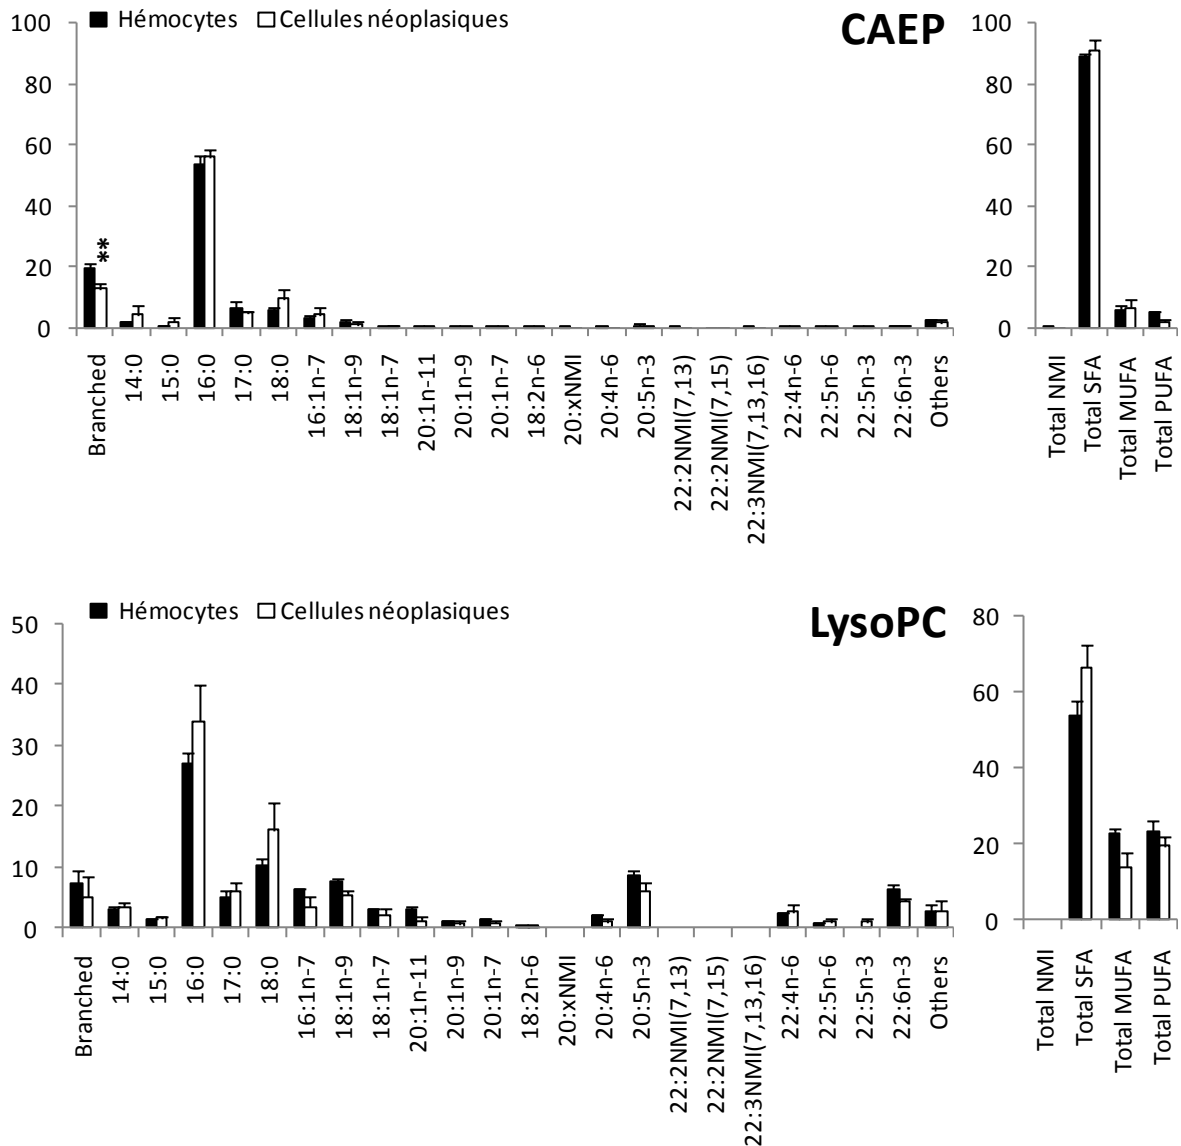 Hémocytes Cellules néoplasiques
CAEP
100
80
60
40
20
0
**
Branched
14:0
15:0
16:0
17:0
18:0
16:1n-7
18:1n-9
18:1n-7
20:1n-11
20:1n-9
20:1n-7
18:2n-6
20:xNMI
20:4n-6
20:5n-3
22:2NMI(7,13)
22:2NMI(7,15)
22:3NMI(7,13,16)
22:4n-6
22:5n-6
22:5n-3
22:6n-3
Others
100
80
60
40
20
0
Total NMI
Total SFA
Total MUFA
Total PUFA
Hémocytes Cellules néoplasiques
LysoPC
50
40
30
20
10
0
Branched
14:0
15:0
16:0
17:0
18:0
16:1n-7
18:1n-9
18:1n-7
20:1n-11
20:1n-9
20:1n-7
18:2n-6
20:xNMI
20:4n-6
20:5n-3
22:2NMI(7,13)
22:2NMI(7,15)
22:3NMI(7,13,16)
22:4n-6
22:5n-6
22:5n-3
22:6n-3
Others
80
60
40
20
0
Total NMI
Total SFA
Total MUFA
Total PUFA